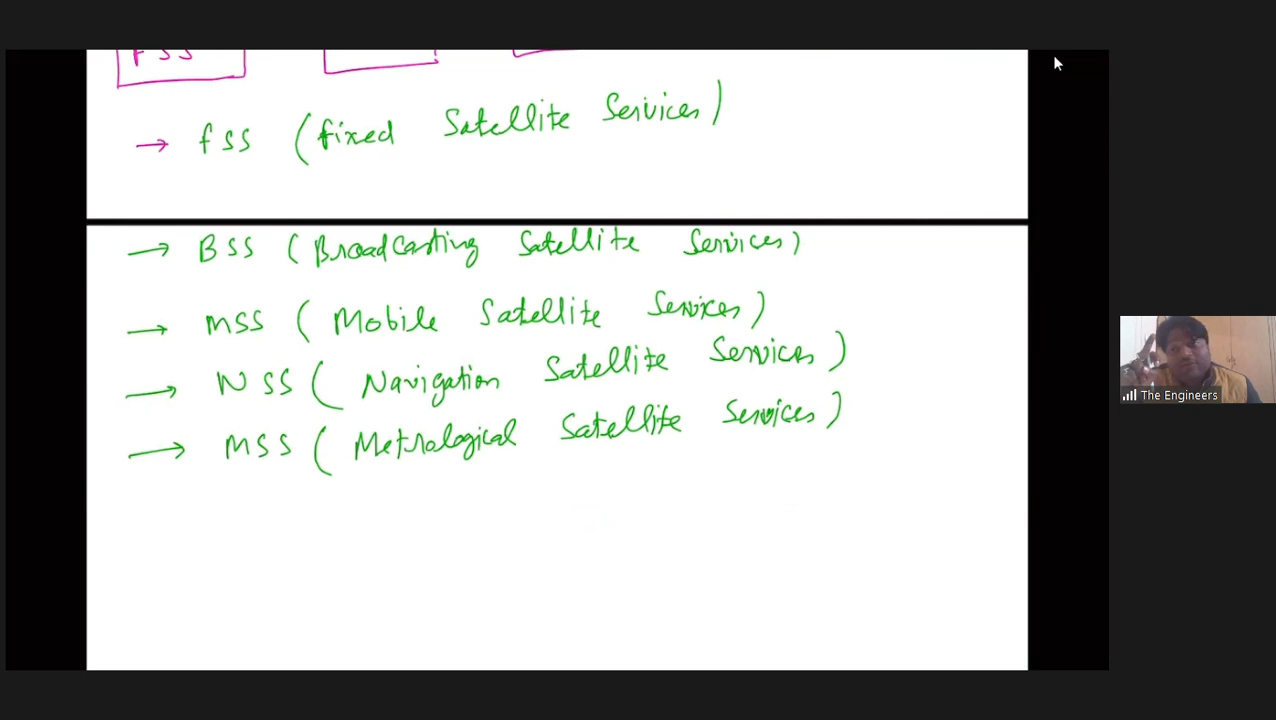 FSS
→ fSS (fixed Satellite Services)
→ BSS (Broadcasting Satellite Services)
→ MSS (Mobile Satellite Services)
→ NSS (Navigation Satellite Services)
→ MSS (Metrological Satellite Services)
The Engineers